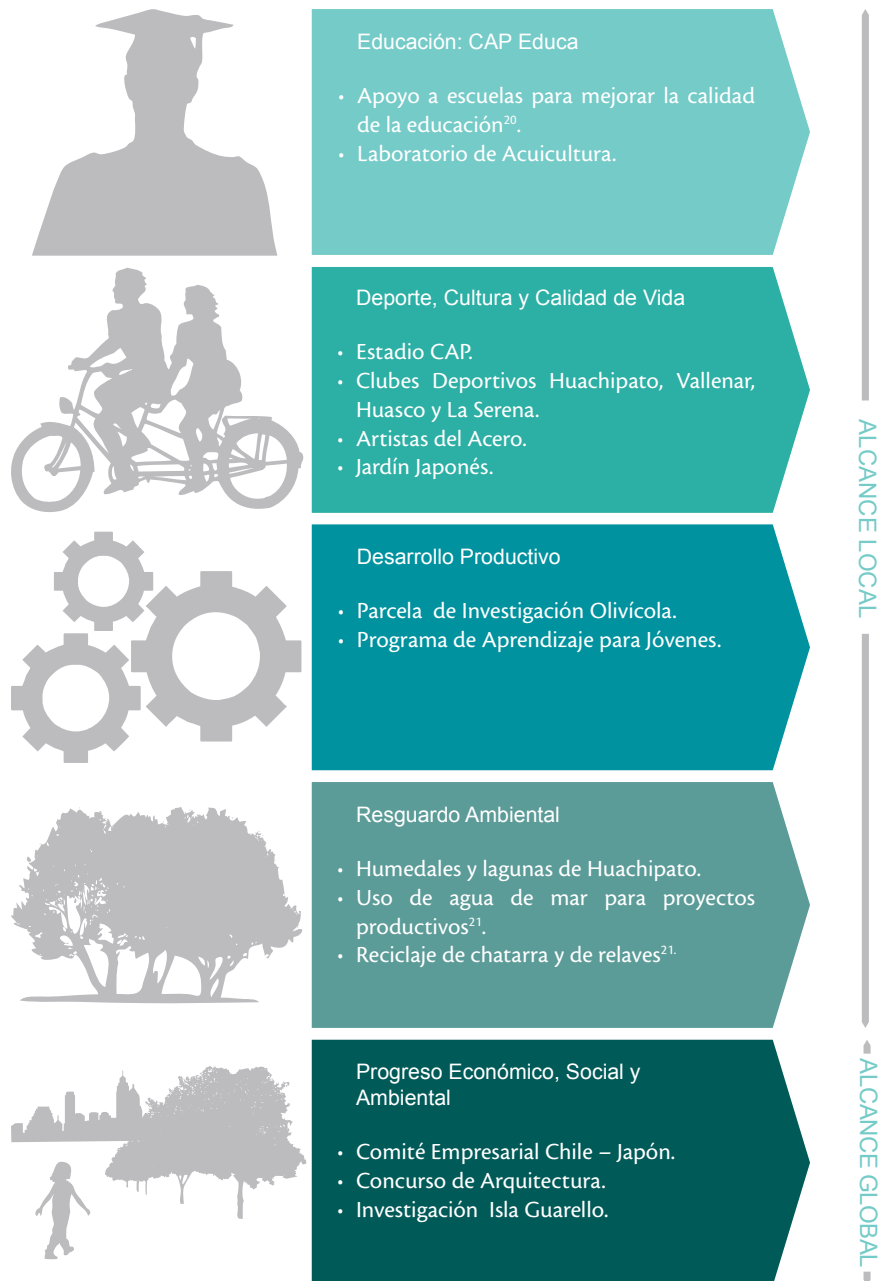 Educación: CAP Educa
• Apoyo a escuelas para mejorar la calidad
de la educación²⁰.
• Laboratorio de Acuicultura.
Deporte, Cultura y Calidad de Vida
• Estadio CAP.
• Clubes Deportivos Huachipato, Vallenar,
Huasco y La Serena.
• Artistas del Acero.
• Jardín Japonés.
Desarrollo Productivo
• Parcela de Investigación Olivícola.
• Programa de Aprendizaje para Jóvenes.
Resguardo Ambiental
• Humedales y lagunas de Huachipato.
• Uso de agua de mar para proyectos
productivos²¹.
• Reciclaje de chatarra y de relaves²¹.
Progreso Económico, Social y
Ambiental
• Comité Empresarial Chile – Japón.
• Concurso de Arquitectura.
• Investigación Isla Guarello.
ALCANCE LOCAL
ALCANCE GLOBAL